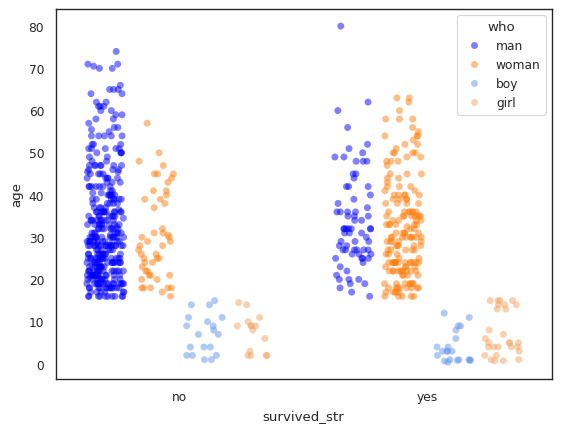 who
man
woman
boy
girl
80
70
60
50
40
30
20
10
0
age
no
yes
survived_str